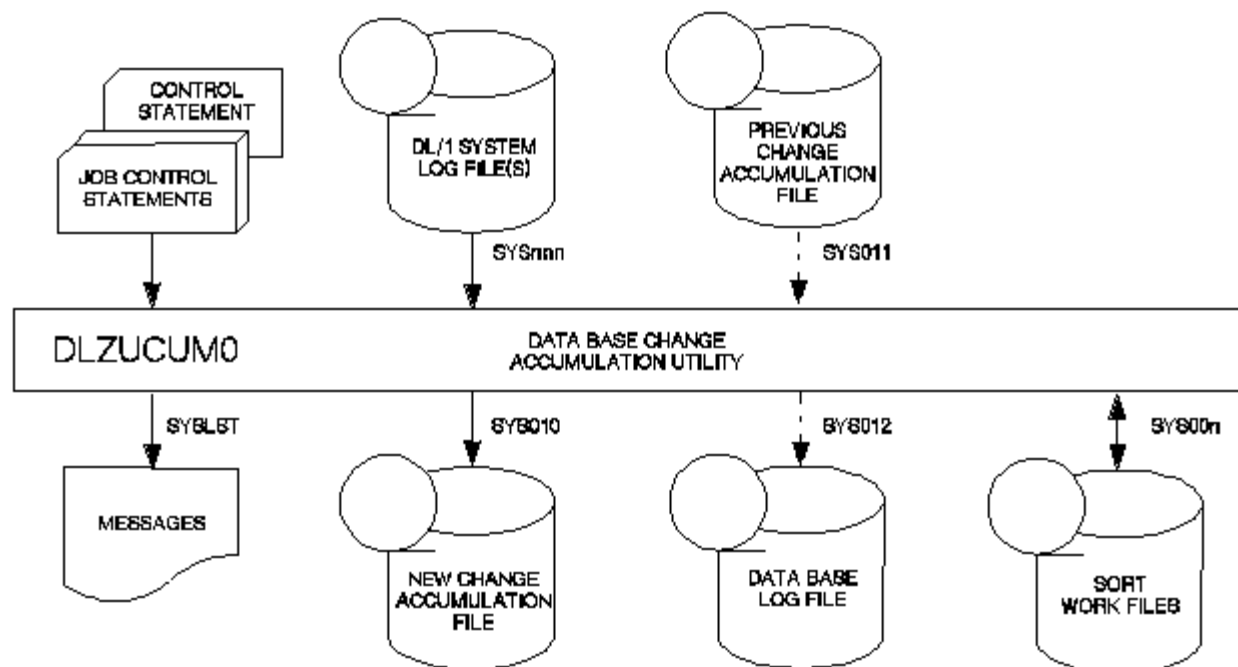 CONTROL
STATEMENT
JOB CONTROL
STATEMENTS
DL/1 SYSTEM
LOG FILE(S)
PREVIOUS
CHANGE
ACCUMULATION
FILE
SYSnnn
SYS011
DLZUCUM0
DATA BASE CHANGE
ACCUMULATION UTILITY
SYSLST
SYS010
SYS012
SYS00n
MESSAGES
NEW CHANGE
ACCUMULATION
FILE
DATA BASE
LOG FILE
SORT
WORK FILES